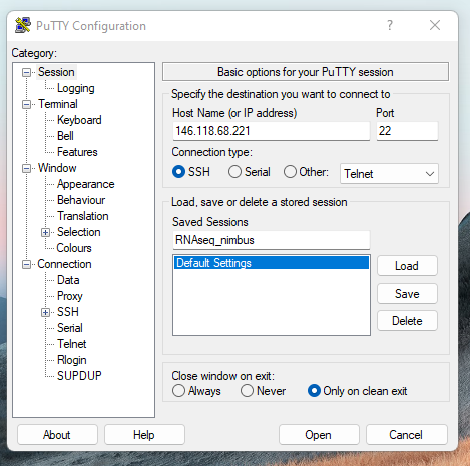 PuTTY Configuration
?
×
Category:
Session
Logging
Terminal
Keyboard
Bell
Features
Window
Appearance
Behaviour
Translation
Selection
Colours
Connection
Data
Proxy
SSH
Serial
Telnet
Rlogin
SUPDUP
Basic options for your PuTTY session
Specify the destination you want to connect to
Host Name (or IP address) Port
146.118.68.221 22
Connection type:
SSH Serial Other: Telnet
Load, save or delete a stored session
Saved Sessions
RNAseq_nimbus
Default Settings
Load
Save
Delete
Close window on exit:
Always Never Only on clean exit
About Help Open Cancel